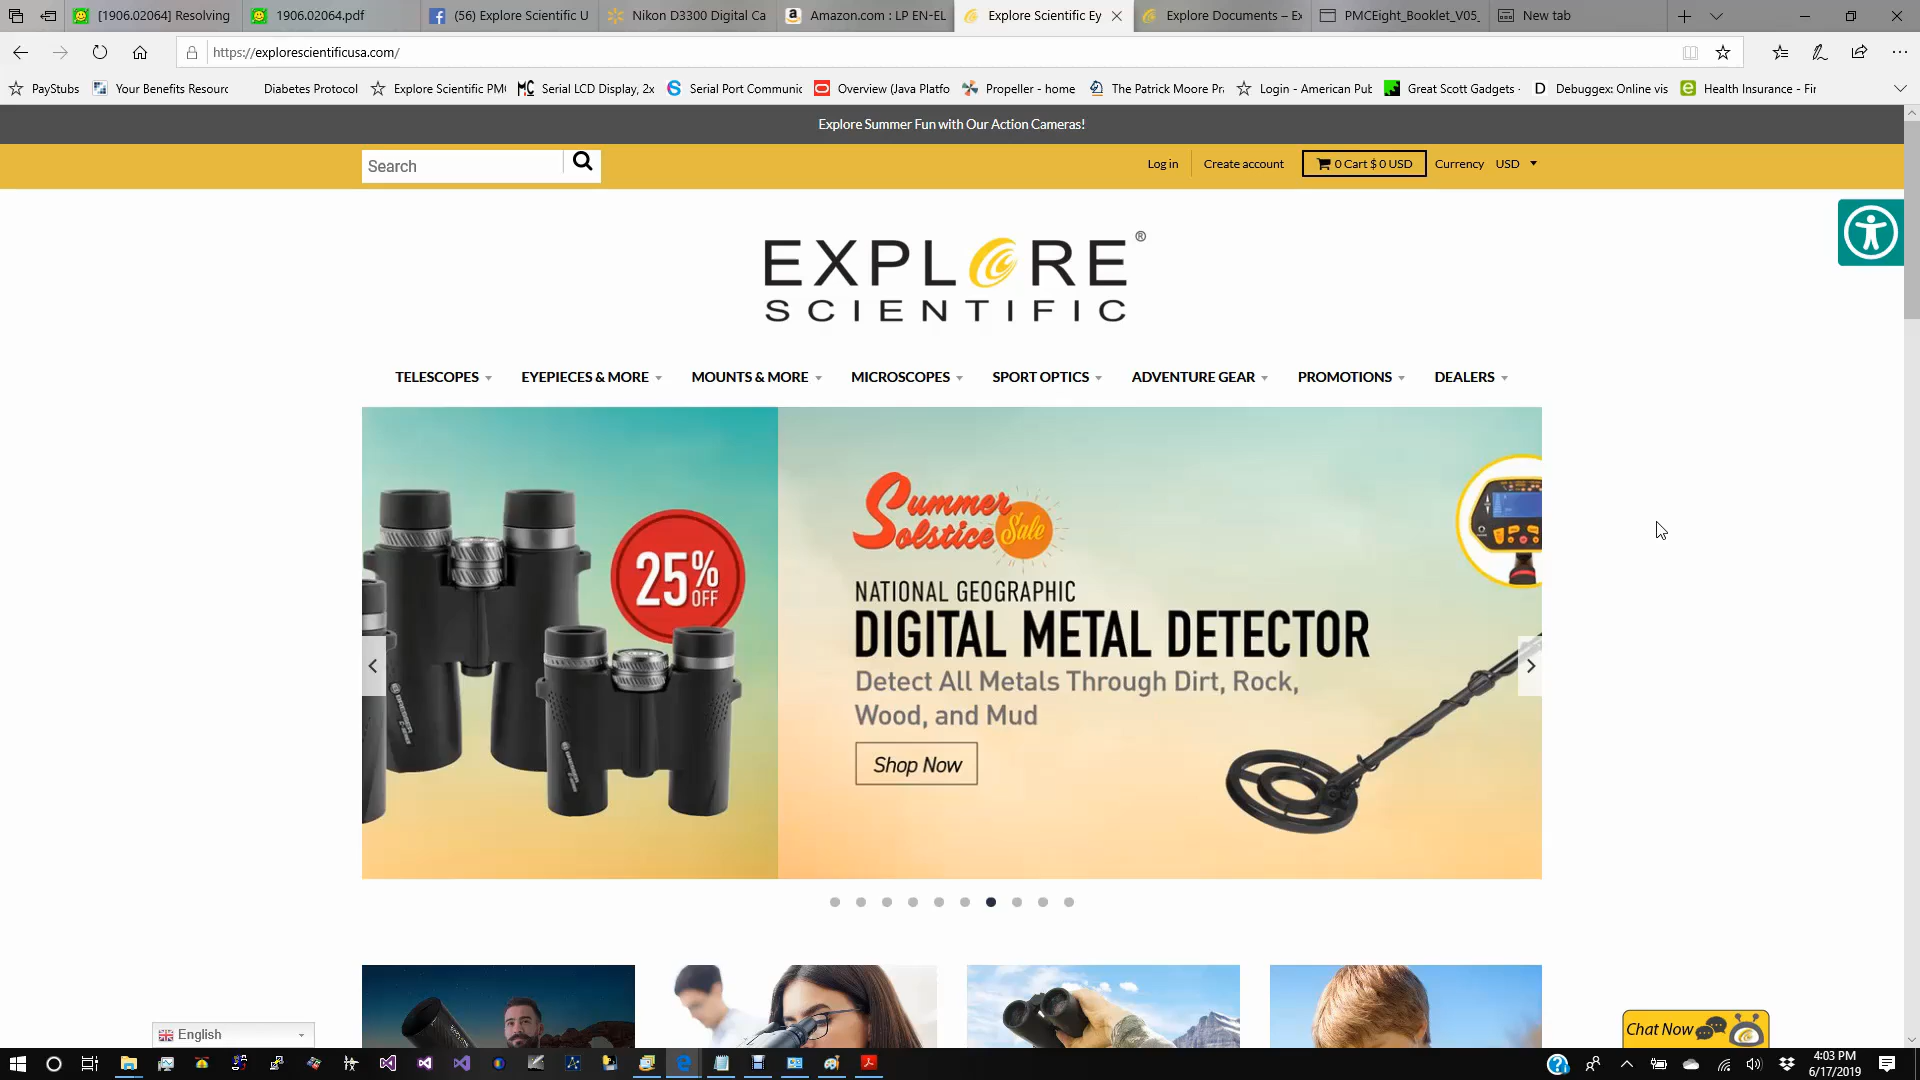 [1906.02064] Resolving
1906.02064.pdf
(56) Explore Scientific U
Nikon D3300 Digital Ca
Amazon.com : LP EN-EL
Explore Scientific Ey
Explore Documents – Ex
PMCEight_Booklet_V05_
New tab
https://explorescientificusa.com/
PayStubs
Your Benefits Resourc
Diabetes Protocol
Explore Scientific PMC
Serial LCD Display, 2x
Serial Port Communic
Overview (Java Platfo
Propeller - home
The Patrick Moore Pra
Login - American Pub
Great Scott Gadgets -
Debuggex: Online vis
Health Insurance - Fir
Explore Summer Fun with Our Action Cameras!
Search
Log in
Create account
0 Cart $ 0 USD
Currency USD
EXPLORE®
SCIENTIFIC
TELESCOPES
EYEPIECES & MORE
MOUNTS & MORE
MICROSCOPES
SPORT OPTICS
ADVENTURE GEAR
PROMOTIONS
DEALERS
25%
OFF
Summer
Solstice Sale
NATIONAL GEOGRAPHIC
DIGITAL METAL DETECTOR
Detect All Metals Through Dirt, Rock,
Wood, and Mud
Shop Now
English
Chat Now
4:03 PM
6/17/2019